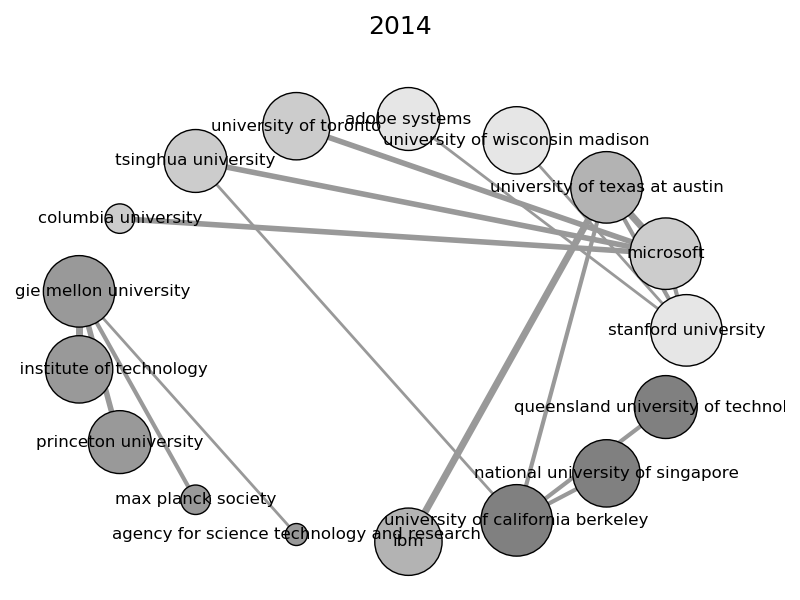 2014
adobe systems
university of toronto
university of wisconsin madison
tsinghua university
university of texas at austin
columbia university
microsoft
gie mellon university
stanford university
institute of technology
queensland university of technol
princeton university
national university of singapore
max planck society
university of california berkeley
agency for science technology and research
ibm